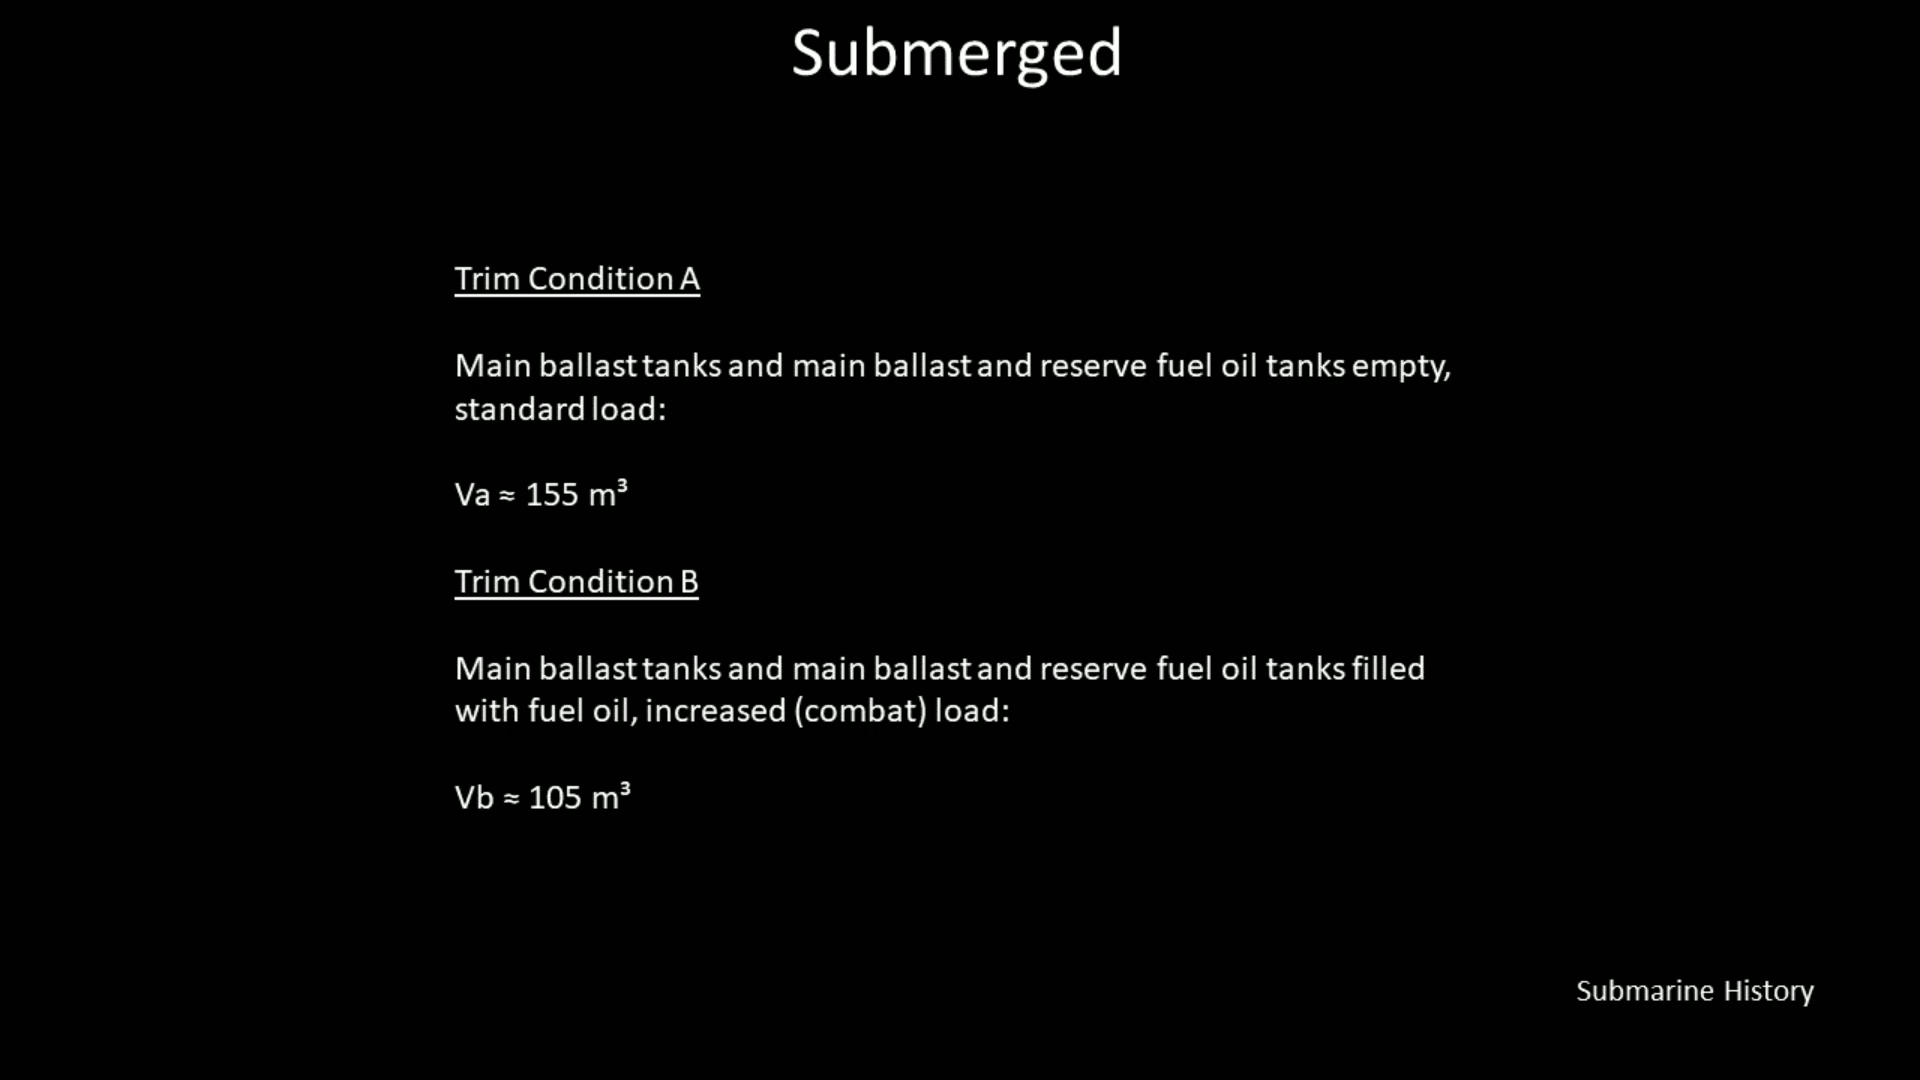 Submerged
Trim Condition A
Main ballast tanks and main ballast and reserve fuel oil tanks empty,
standard load:
Va ≈ 155 m³
Trim Condition B
Main ballast tanks and main ballast and reserve fuel oil tanks filled
with fuel oil, increased (combat) load:
Vb ≈ 105 m³
Submarine History